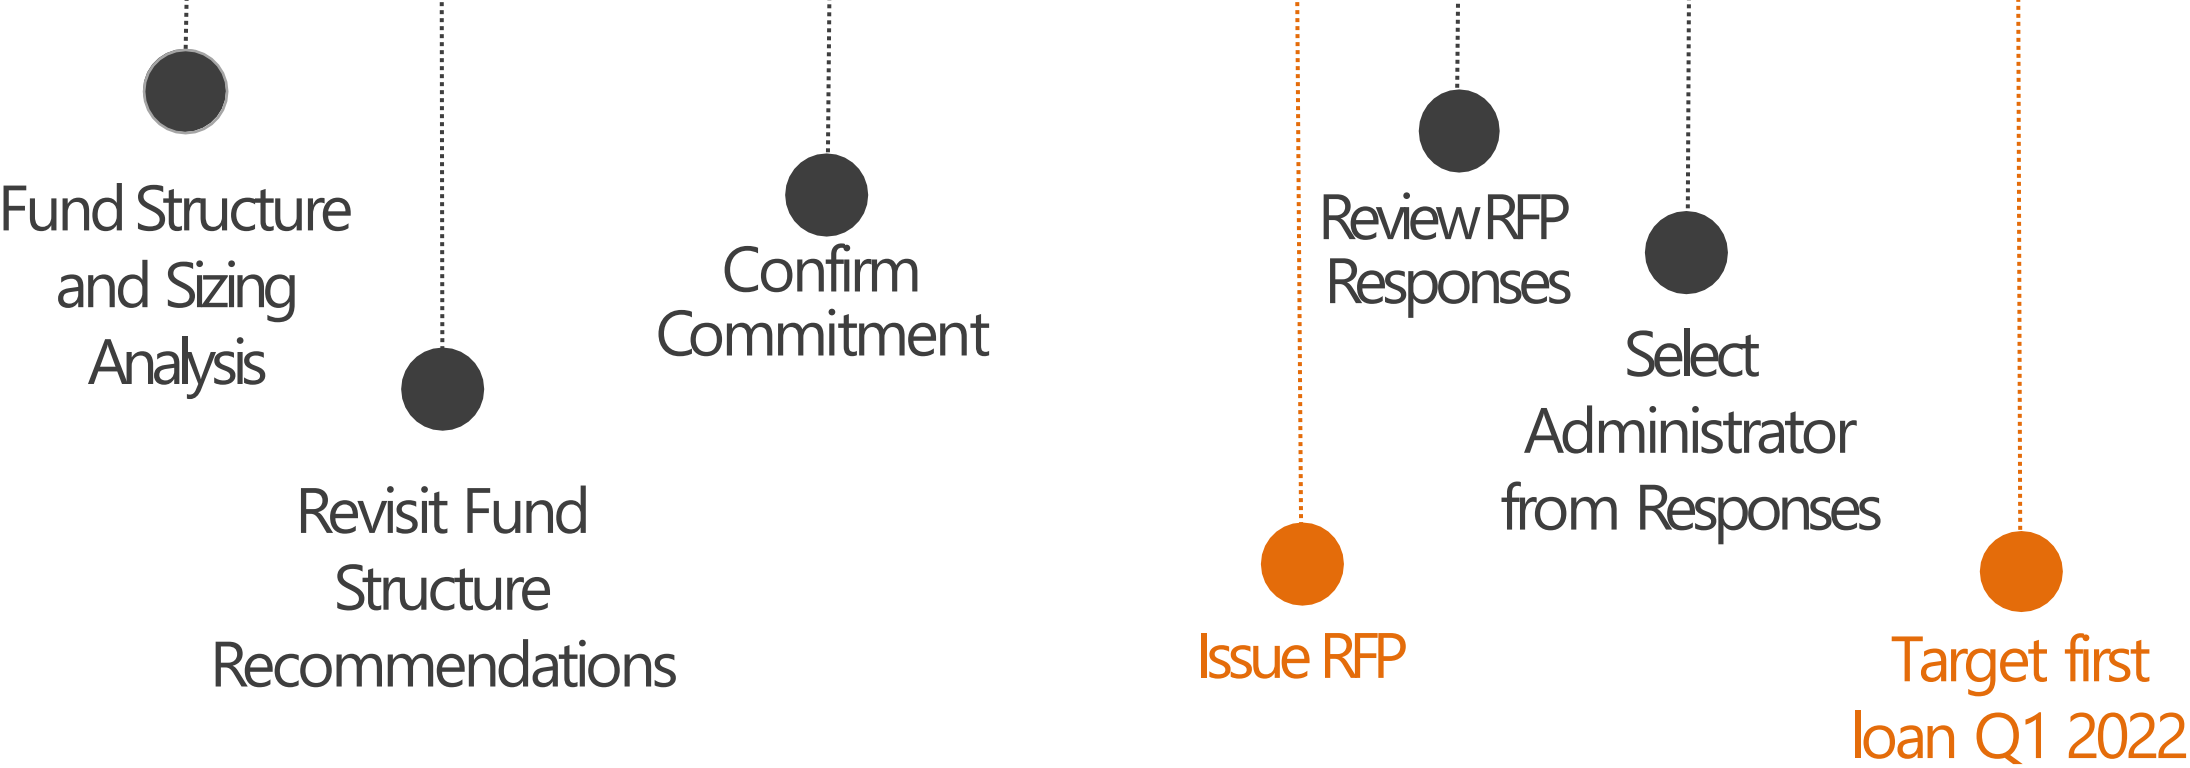 Fund Structure
and Sizing
Analysis
Revisit Fund
Structure
Recommendations
Confirm
Commitment
Issue RFP
Review RFP
Responses
Select
Administrator
from Responses
Target first
loan Q1 2022